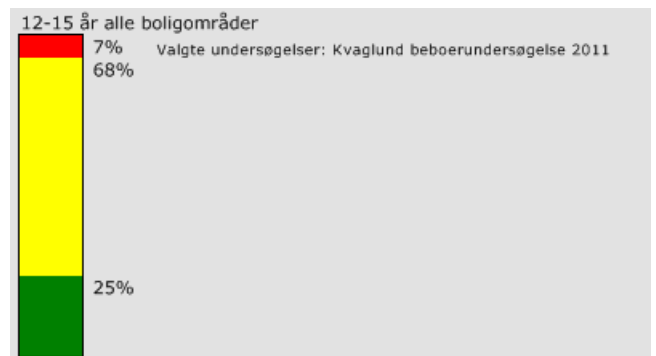 12-15 år alle boligområder
7% Valgte undersøgelser: Kvaglund beboerundersøgelse 2011
68%
25%